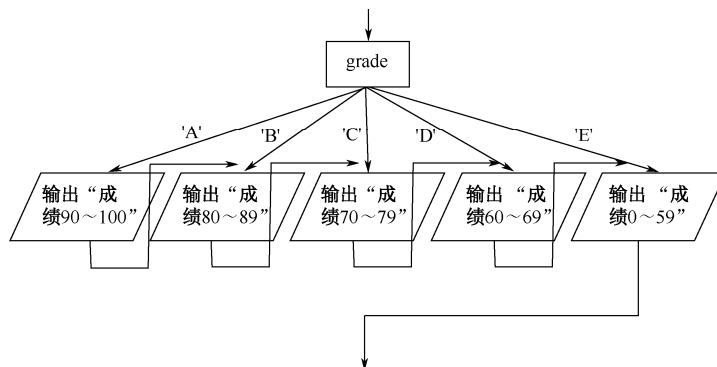 grade
'A'
'B'
'C'
'D'
'E'
输出“成
绩90～100”
输出“成
绩80～89”
输出“成
绩70～79”
输出“成
绩60～69”
输出“成
绩0～59”